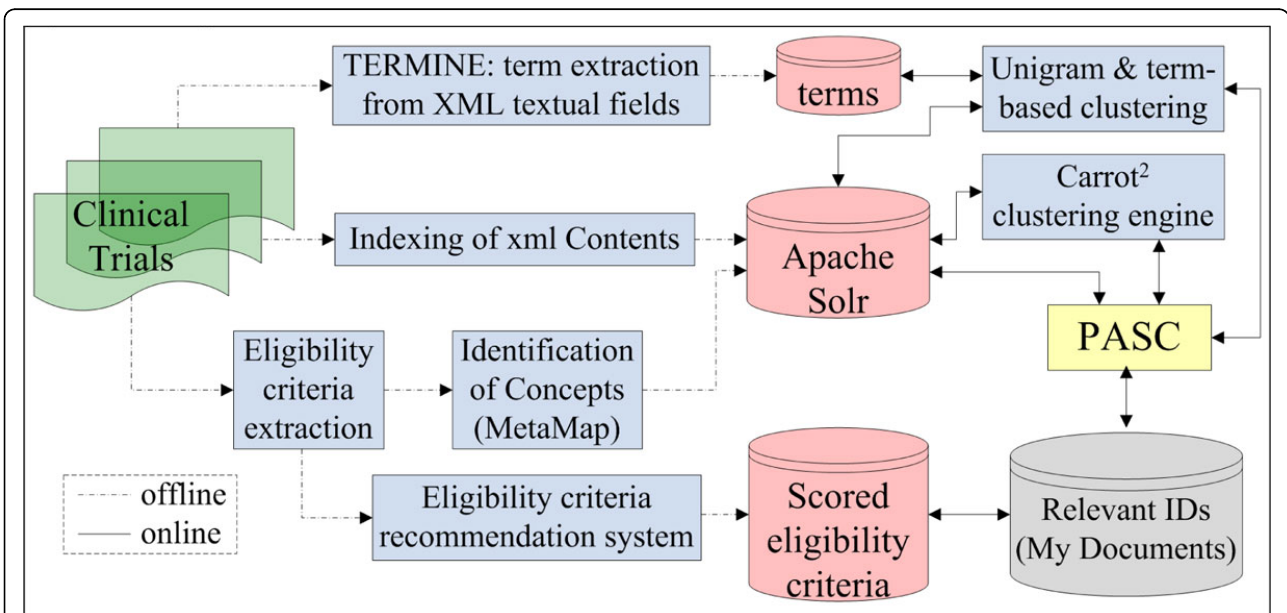 TERMINE: term extraction
from XML textual fields
terms
Unigram & term-
based clustering
Clinical
Trials
Indexing of xml Contents
Apache
Solr
Carrot²
clustering engine
PASC
Eligibility
criteria
extraction
Identification
of Concepts
(MetaMap)
Eligibility criteria
recommendation system
Scored
eligibility
criteria
Relevant IDs
(My Documents)
offline
online